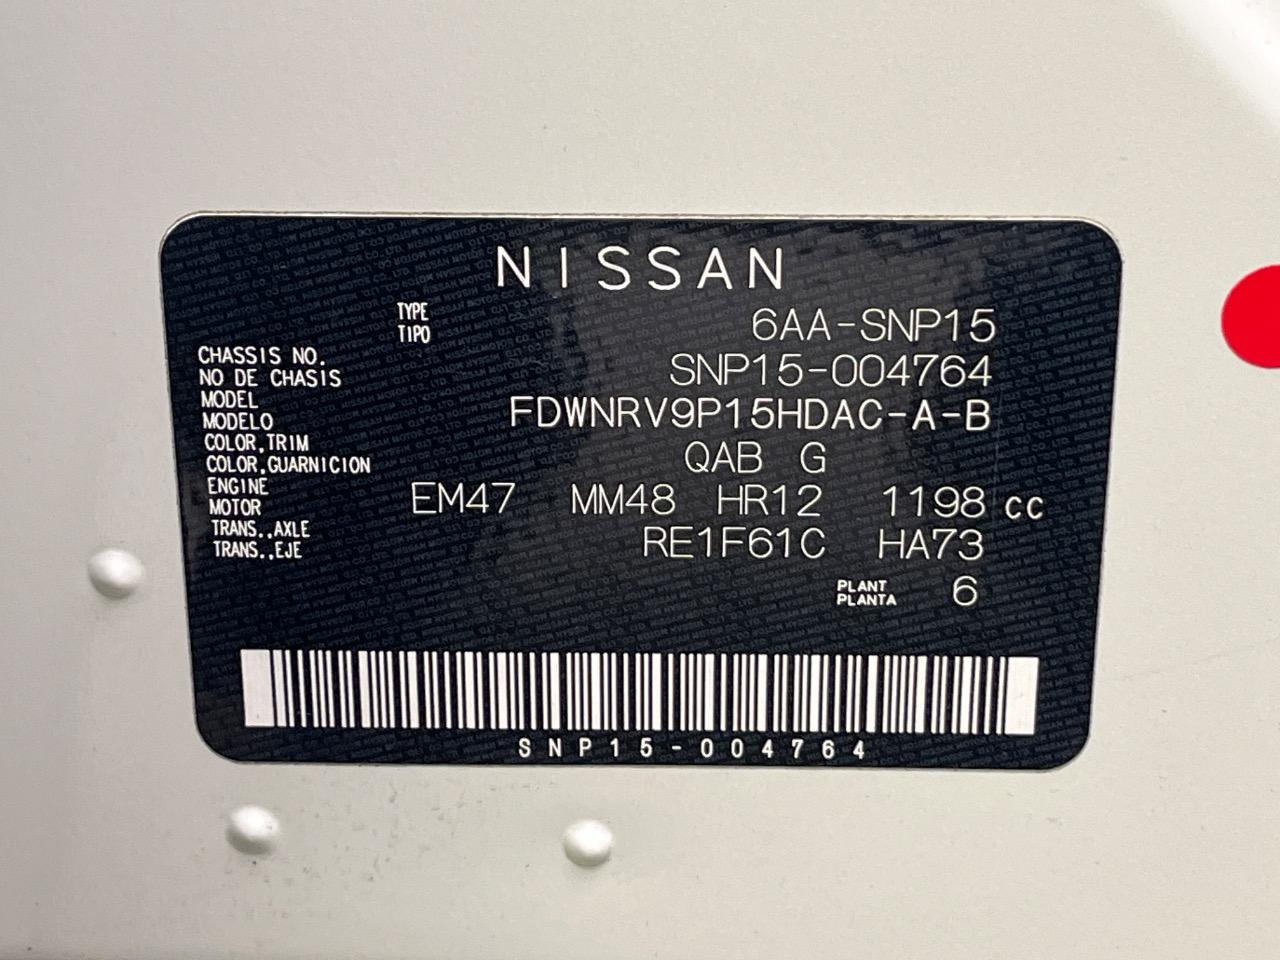 NISSAN
TYPE
TIPO 6AA-SNP15
CHASSIS NO.
NO DE CHASIS SNP15-004764
MODEL
MODELO FDWNRV9P15HDAC-A-B
COLOR,TRIM
COLOR,GUARNICION QAB G
ENGINE
MOTOR EM47 MM48 HR12 1198 cc
TRANS.,AXLE
TRANS.,EJE RE1F61C HA73
PLANT
PLANTA 6
SNP15-004764